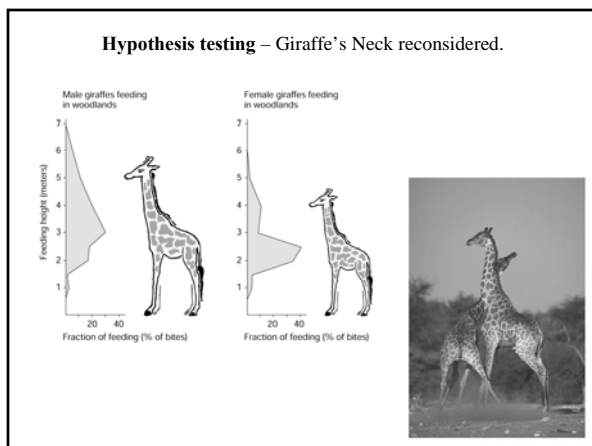 Hypothesis testing – Giraffe's Neck reconsidered.
Male giraffes feeding
in woodlands
7
6
5
4
3
2
1
Feeding height (meters)
20 40
Fraction of feeding (% of bites)
Female giraffes feeding
in woodlands
7
6
5
4
3
2
1
20 40
Fraction of feeding (% of bites)